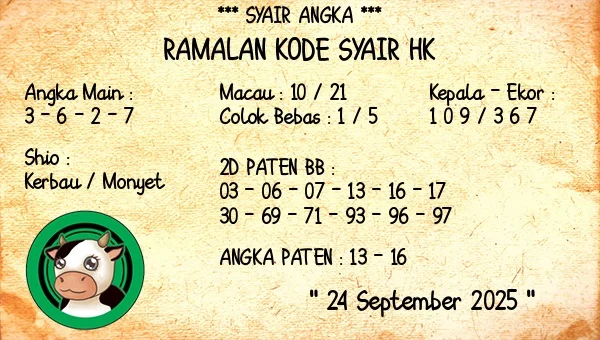 *** SYAIR ANGKA ***
RAMALAN KODE SYAIR HK
Angka Main :
3 - 6 - 2 - 7
Macau : 10 / 21
Colok Bebas : 1 / 5
Kepala - Ekor :
1 0 9 / 3 6 7
Shio :
Kerbau / Monyet
2D PATEN BB :
03 - 06 - 07 - 13 - 16 - 17
30 - 69 - 71 - 93 - 96 - 97
ANGKA PATEN : 13 - 16
" 24 September 2025 "